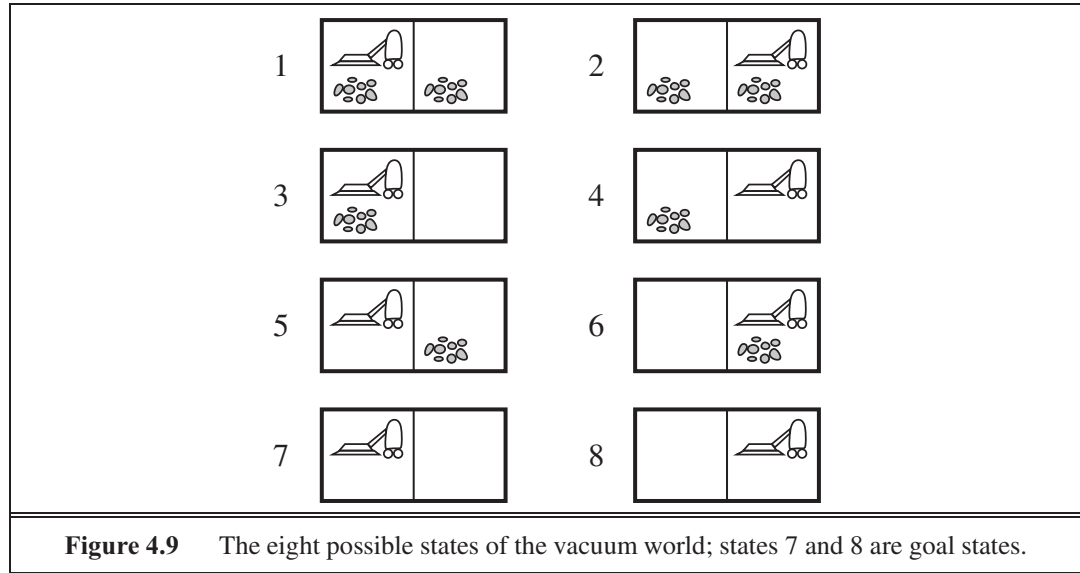 1 2
3 4
5 6
7 8
Figure 4.9 The eight possible states of the vacuum world; states 7 and 8 are goal states.